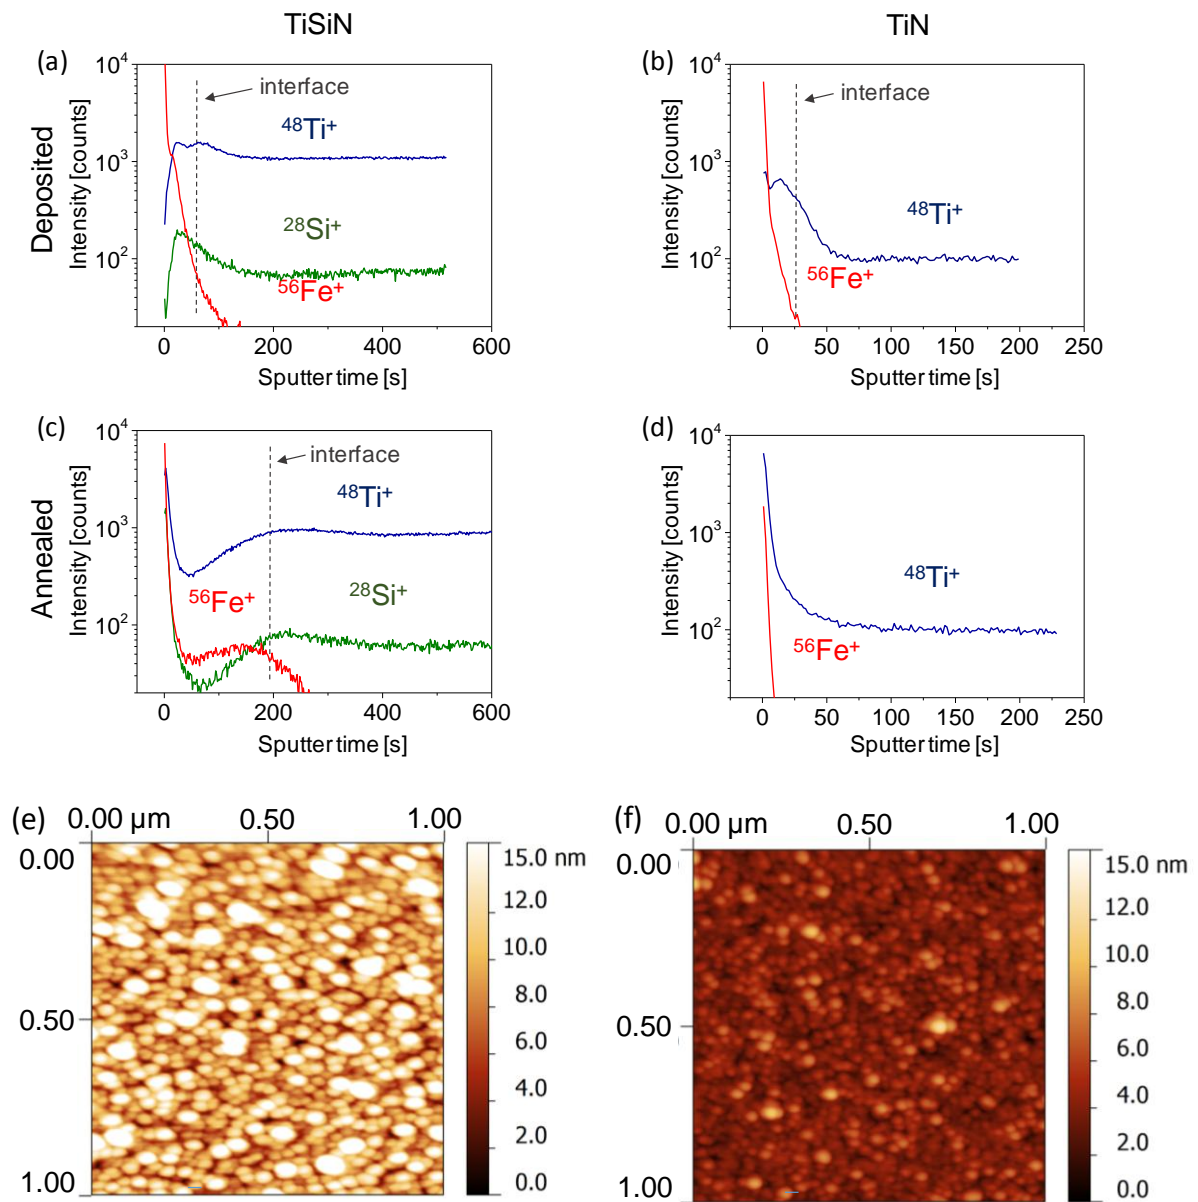 TiSiN
TiN
Deposited
(a)
Intensity [counts]
10⁴
10³
10²
interface
⁴⁸Ti⁺
²⁸Si⁺
⁵⁶Fe⁺
0 200 400 600
Sputter time [s]
(b)
Intensity [counts]
10⁴
10³
10²
interface
⁴⁸Ti⁺
⁵⁶Fe⁺
0 50 100 150 200 250
Sputter time [s]
Annealed
(c)
Intensity [counts]
10⁴
10³
10²
interface
⁴⁸Ti⁺
⁵⁶Fe⁺
²⁸Si⁺
0 200 400 600
Sputter time [s]
(d)
Intensity [counts]
10⁴
10³
10²
⁴⁸Ti⁺
⁵⁶Fe⁺
0 50 100 150 200 250
Sputter time [s]
(e)
0.00 µm 0.50 1.00
0.00
0.50
1.00
15.0 nm
12.0
10.0
8.0
6.0
4.0
2.0
0.0
(f)
0.00 µm 0.50 1.00
0.00
0.50
1.00
15.0 nm
12.0
10.0
8.0
6.0
4.0
2.0
0.0